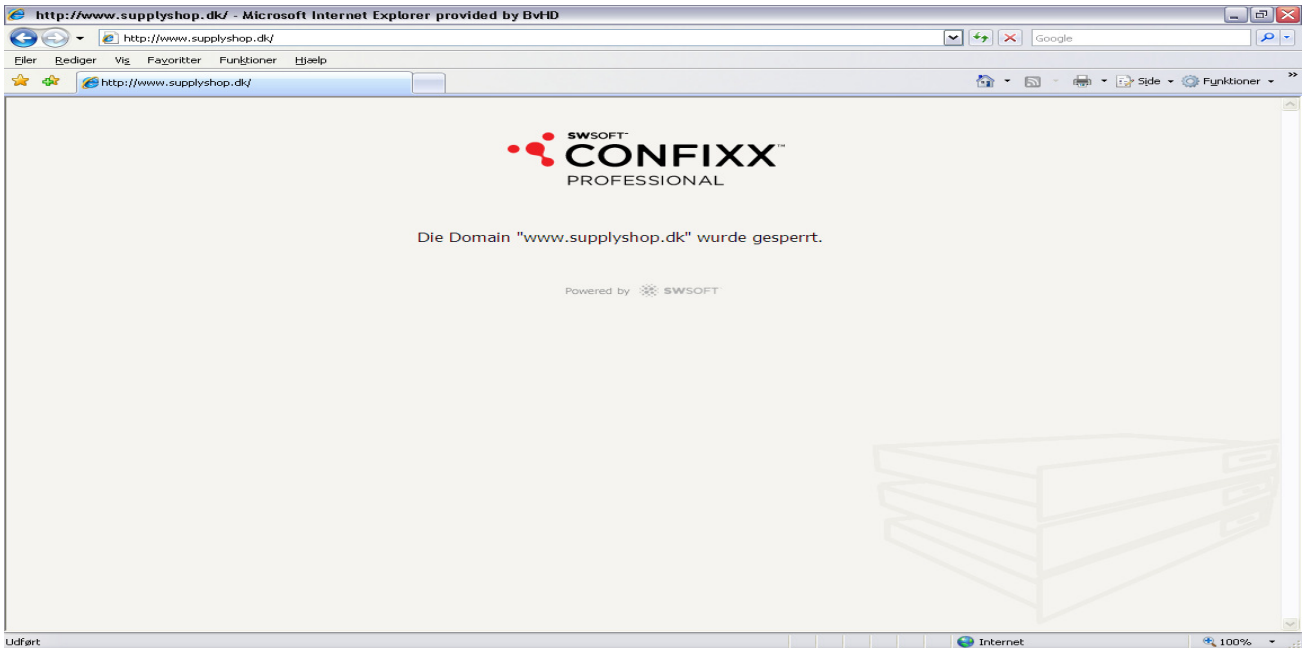 http://www.supplyshop.dk/ - Microsoft Internet Explorer provided by BvHD
http://www.supplyshop.dk/
Google
Filer Rediger Vis Favoritter Funktioner Hjælp
http://www.supplyshop.dk/
Side Funktioner »
SWSOFT™
CONFIXX™
PROFESSIONAL
Die Domain "www.supplyshop.dk" wurde gesperrt.
Powered by SWSOFT
Udført
Internet
100%